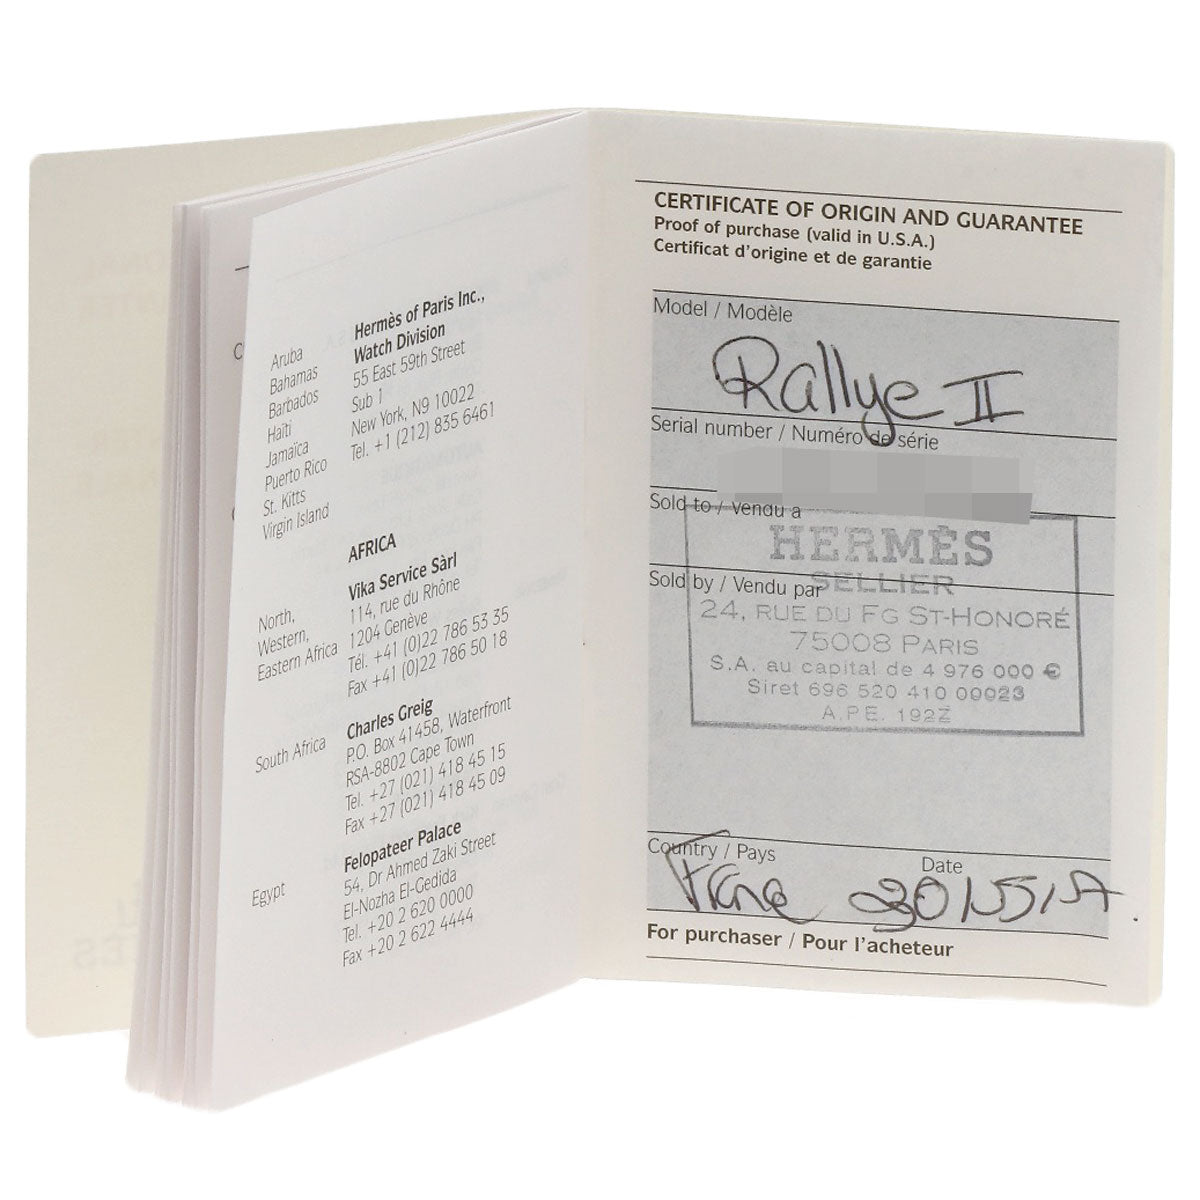 Aruba
Bahamas
Barbados
Haïti
Jamaïca
Puerto Rico
St. Kitts
Virgin Island
Hermès of Paris Inc.,
Watch Division
55 East 59th Street
Sub 1
New York, N9 10022
Tel. +1 (212) 835 6461
AFRICA
North,
Western,
Eastern Africa
Vika Service Sàrl
114, rue du Rhône
1204 Genève
Tél. +41 (0)22 786 53 35
Fax +41 (0)22 786 50 18
South Africa
Charles Greig
P.O. Box 41458, Waterfront
RSA-8802 Cape Town
Tel. +27 (021) 418 45 15
Fax +27 (021) 418 45 09
Egypt
Felopateer Palace
54, Dr Ahmed Zaki Street
El-Nozha El-Gedida
Tel. +20 2 620 0000
Fax +20 2 622 4444
CERTIFICATE OF ORIGIN AND GUARANTEE
Proof of purchase (valid in U.S.A.)
Certificat d'origine et de garantie
Model / Modèle
Rallye II
Serial number / Numéro de série
Sold to / Vendu a
HERMÈS
SELLIER
Sold by / Vendu par
24, RUE DU FG ST-HONORÉ
75008 PARIS
S.A. au capital de 4 976 000 €
Siret 696 520 410 00023
A.P.E. 192Z
Country / Pays
Date
For purchaser / Pour l'acheteur